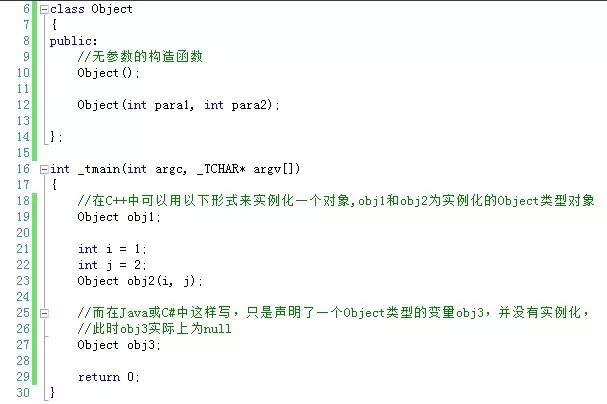 6 class Object
7 {
8 public:
9 //无参数的构造函数
10 Object();
11
12 Object(int para1, int para2);
13
14 };
15
16 int _tmain(int argc, _TCHAR* argv[])
17 {
18 //在C++中可以用以下形式来实例化一个对象,obj1和obj2为实例化的Object类型对象
19 Object obj1;
20
21 int i = 1;
22 int j = 2;
23 Object obj2(i, j);
24
25 //而在Java或C#中这样写，只是声明了一个Object类型的变量obj3，并没有实例化，
26 //此时obj3实际上为null
27 Object obj3;
28
29 return 0;
30 }